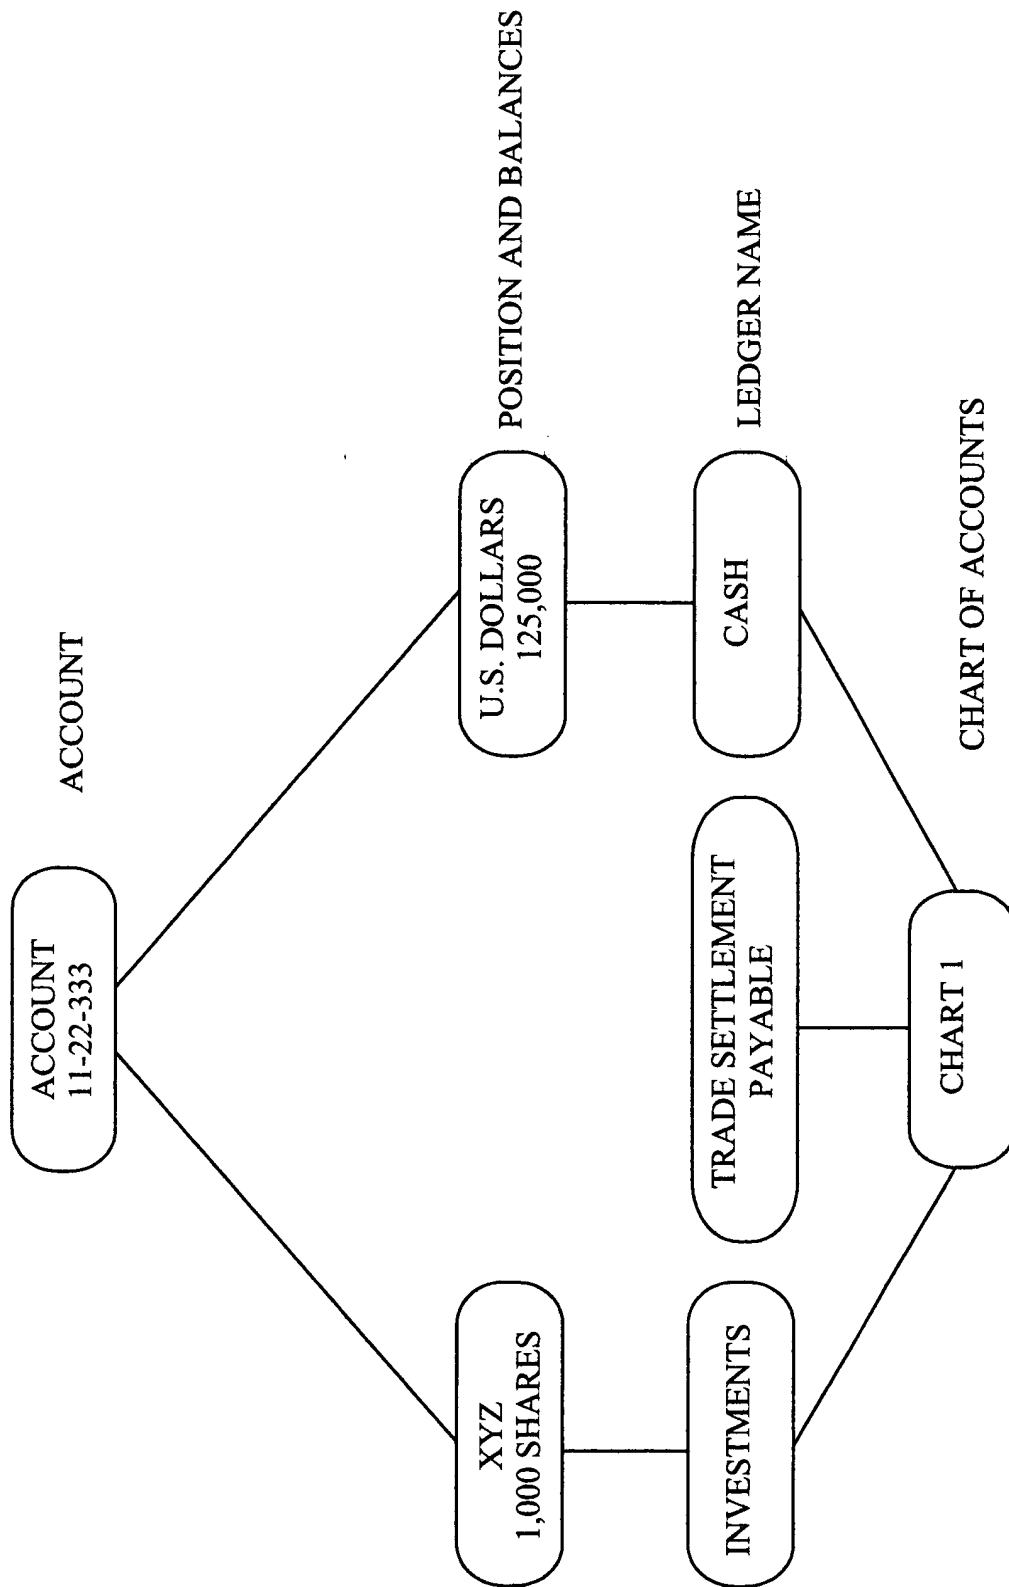 ACCOUNT
11-22-333
ACCOUNT
XYZ
1,000 SHARES
U.S. DOLLARS
125,000
POSITION AND BALANCES
INVESTMENTS
TRADE SETTLEMENT
PAYABLE
CASH
LEDGER NAME
CHART 1
CHART OF ACCOUNTS